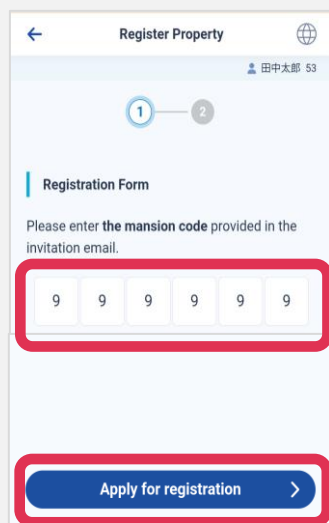 Register Property
田中太郎 53
1 2
Registration Form
Please enter the mansion code provided in the
invitation email.
9 9 9 9 9 9
Apply for registration